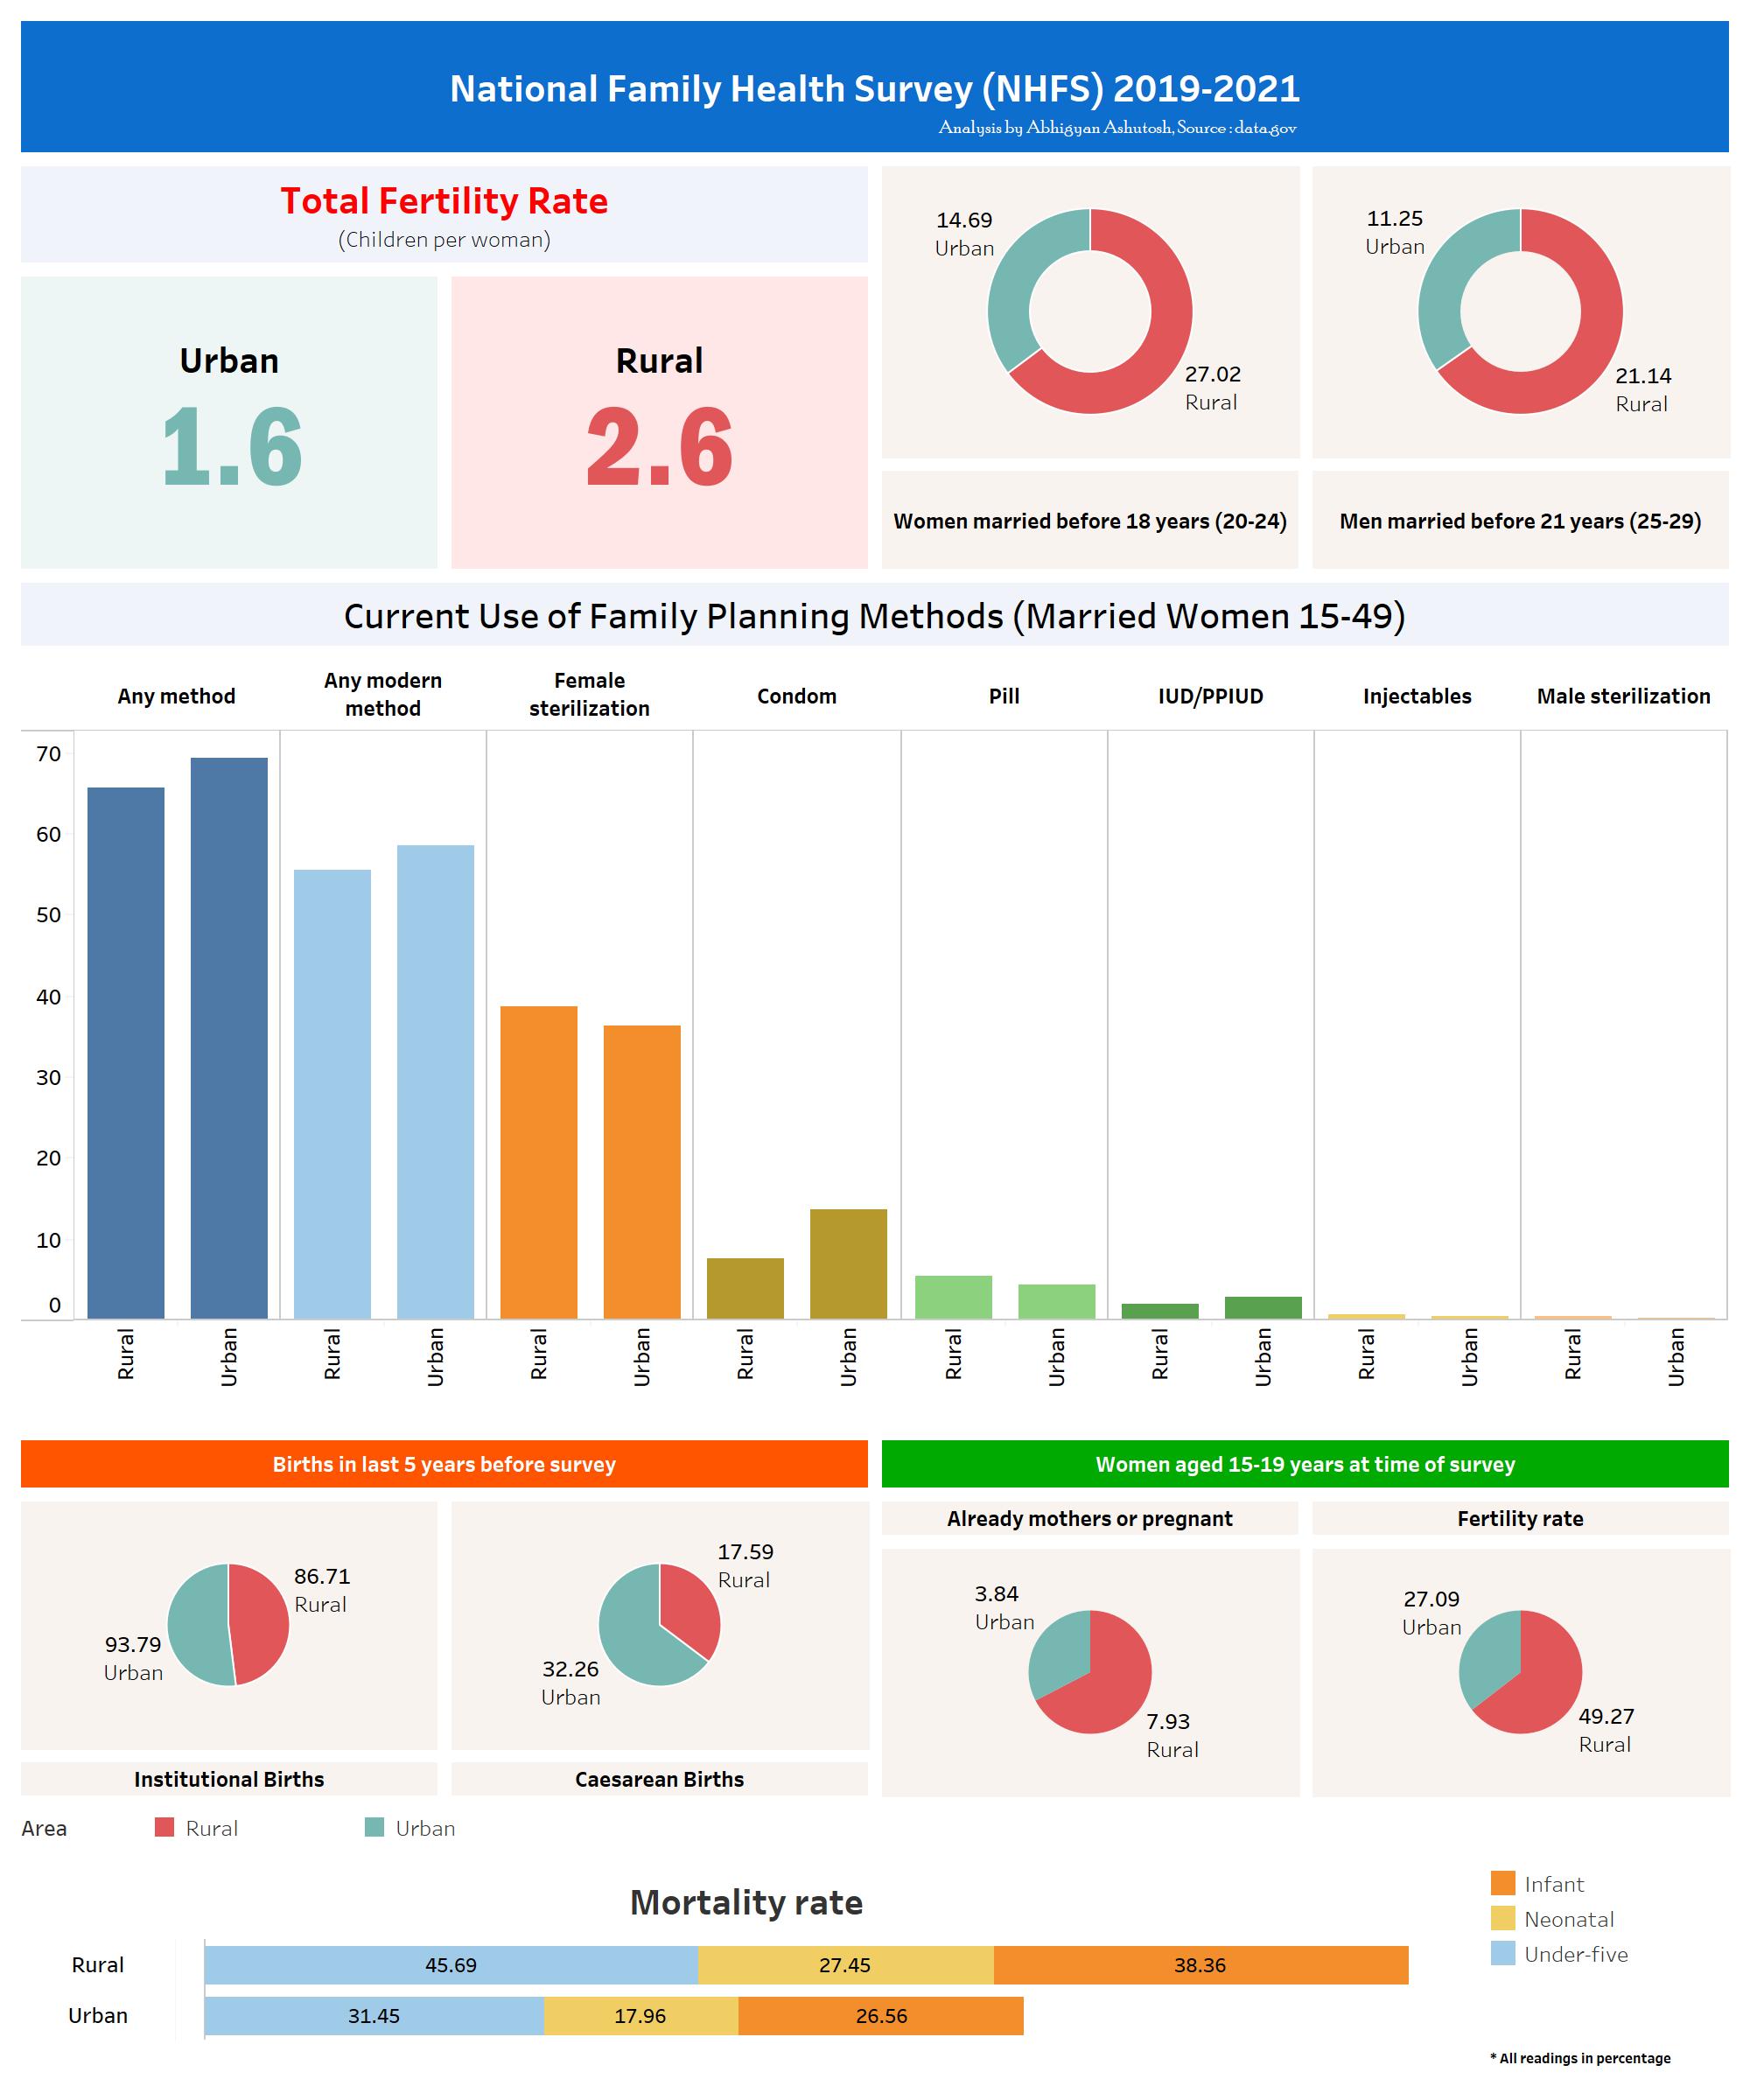 National Family Health Survey (NHFS) 2019-2021
Analysis by Abhigyan Ashutosh, Source : data.gov
Total Fertility Rate
(Children per woman)
Urban
1.6
Rural
2.6
14.69
Urban
27.02
Rural
Women married before 18 years (20-24)
11.25
Urban
21.14
Rural
Men married before 21 years (25-29)
Current Use of Family Planning Methods (Married Women 15-49)
Any method
Any modern
method
Female
sterilization
Condom
Pill
IUD/PPIUD
Injectables
Male sterilization
70
60
50
40
30
20
10
0
Rural
Urban
Rural
Urban
Rural
Urban
Rural
Urban
Rural
Urban
Rural
Urban
Rural
Urban
Rural
Urban
Births in last 5 years before survey
86.71
Rural
93.79
Urban
Institutional Births
17.59
Rural
32.26
Urban
Caesarean Births
Women aged 15-19 years at time of survey
Already mothers or pregnant
3.84
Urban
7.93
Rural
Fertility rate
27.09
Urban
49.27
Rural
Area
Rural
Urban
Mortality rate
Rural 45.69 27.45 38.36
Urban 31.45 17.96 26.56
Infant
Neonatal
Under-five
* All readings in percentage